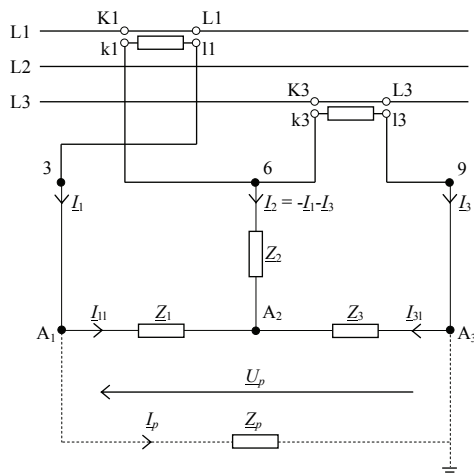 K1 L1
L1
k1 l1
L2
L3
K3 L3
k3 l3
3 6 9
I1 I2 = -I1-I3 I3
Z2
A1 I11 Z1 A2 Z3 I31 A3
Up
Ip Zp